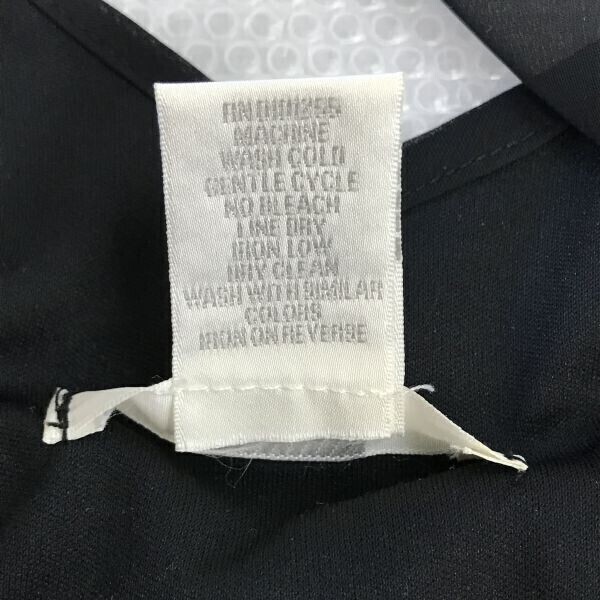 MACHINE
WASH COLD
GENTLE CYCLE
NO BLEACH
LINE DRY
IRON LOW
DRY CLEAN
WASH WITH SIMILAR
COLORS
IRON ON REVERSE